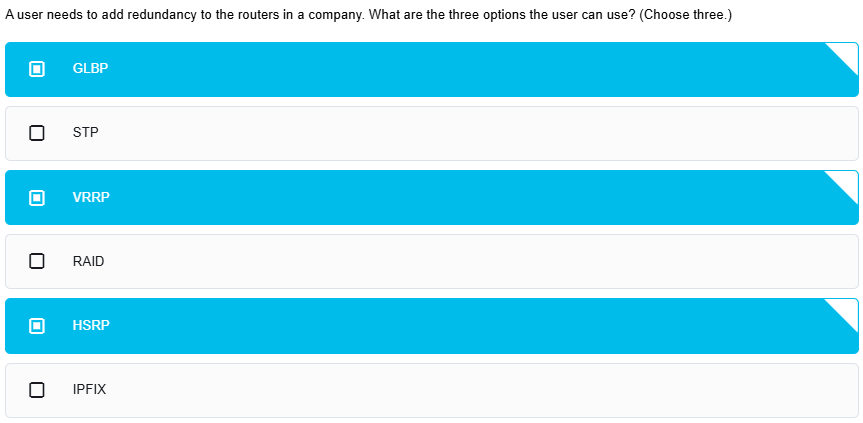 A user needs to add redundancy to the routers in a company. What are the three options the user can use? (Choose three.)
GLBP
STP
VRRP
RAID
HSRP
IPFIX